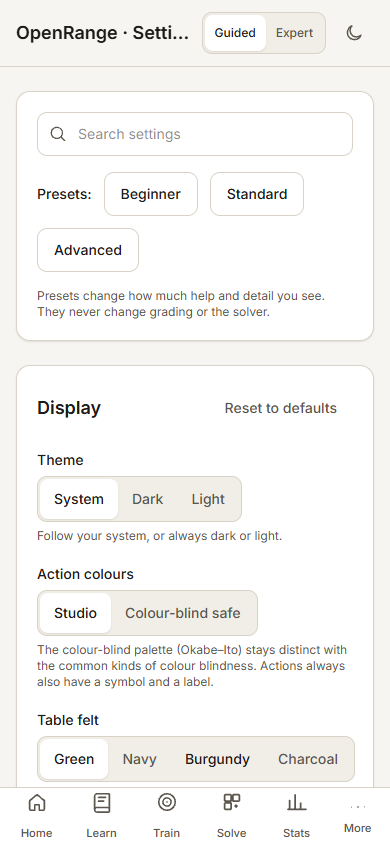 OpenRange · Setti...
Guided
Expert
Search settings
Presets:
Beginner
Standard
Advanced
Presets change how much help and detail you see.
They never change grading or the solver.
Display
Reset to defaults
Theme
System
Dark
Light
Follow your system, or always dark or light.
Action colours
Studio
Colour-blind safe
The colour-blind palette (Okabe–Ito) stays distinct with
the common kinds of colour blindness. Actions always
also have a symbol and a label.
Table felt
Green
Navy
Burgundy
Charcoal
Home
Learn
Train
Solve
Stats
More